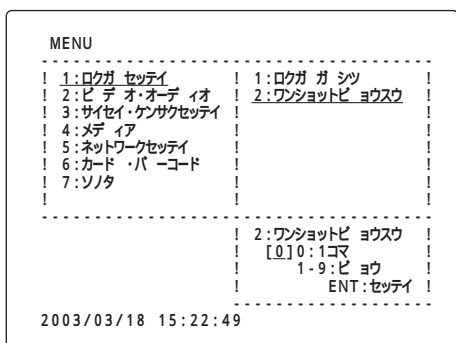 MENU
! 1:ロクガ セッテイ ! 1:ロクガ ガ シツ !
! 2:ビ デ オ・オーデ ィオ ! 2:ワンショットビ ョウスウ !
! 3:サイセイ・ケンサクセッテイ ! !
! 4:メデ ィア ! !
! 5:ネットワークセッテイ ! !
! 6:カード ・バ ーコード ! !
! 7:ソノタ ! !
! ! !
! 2:ワンショットビ ョウスウ !
! [0]0:1コマ !
! 1-9:ビ ョウ !
! ENT:セッテイ !
2003/03/18 15:22:49